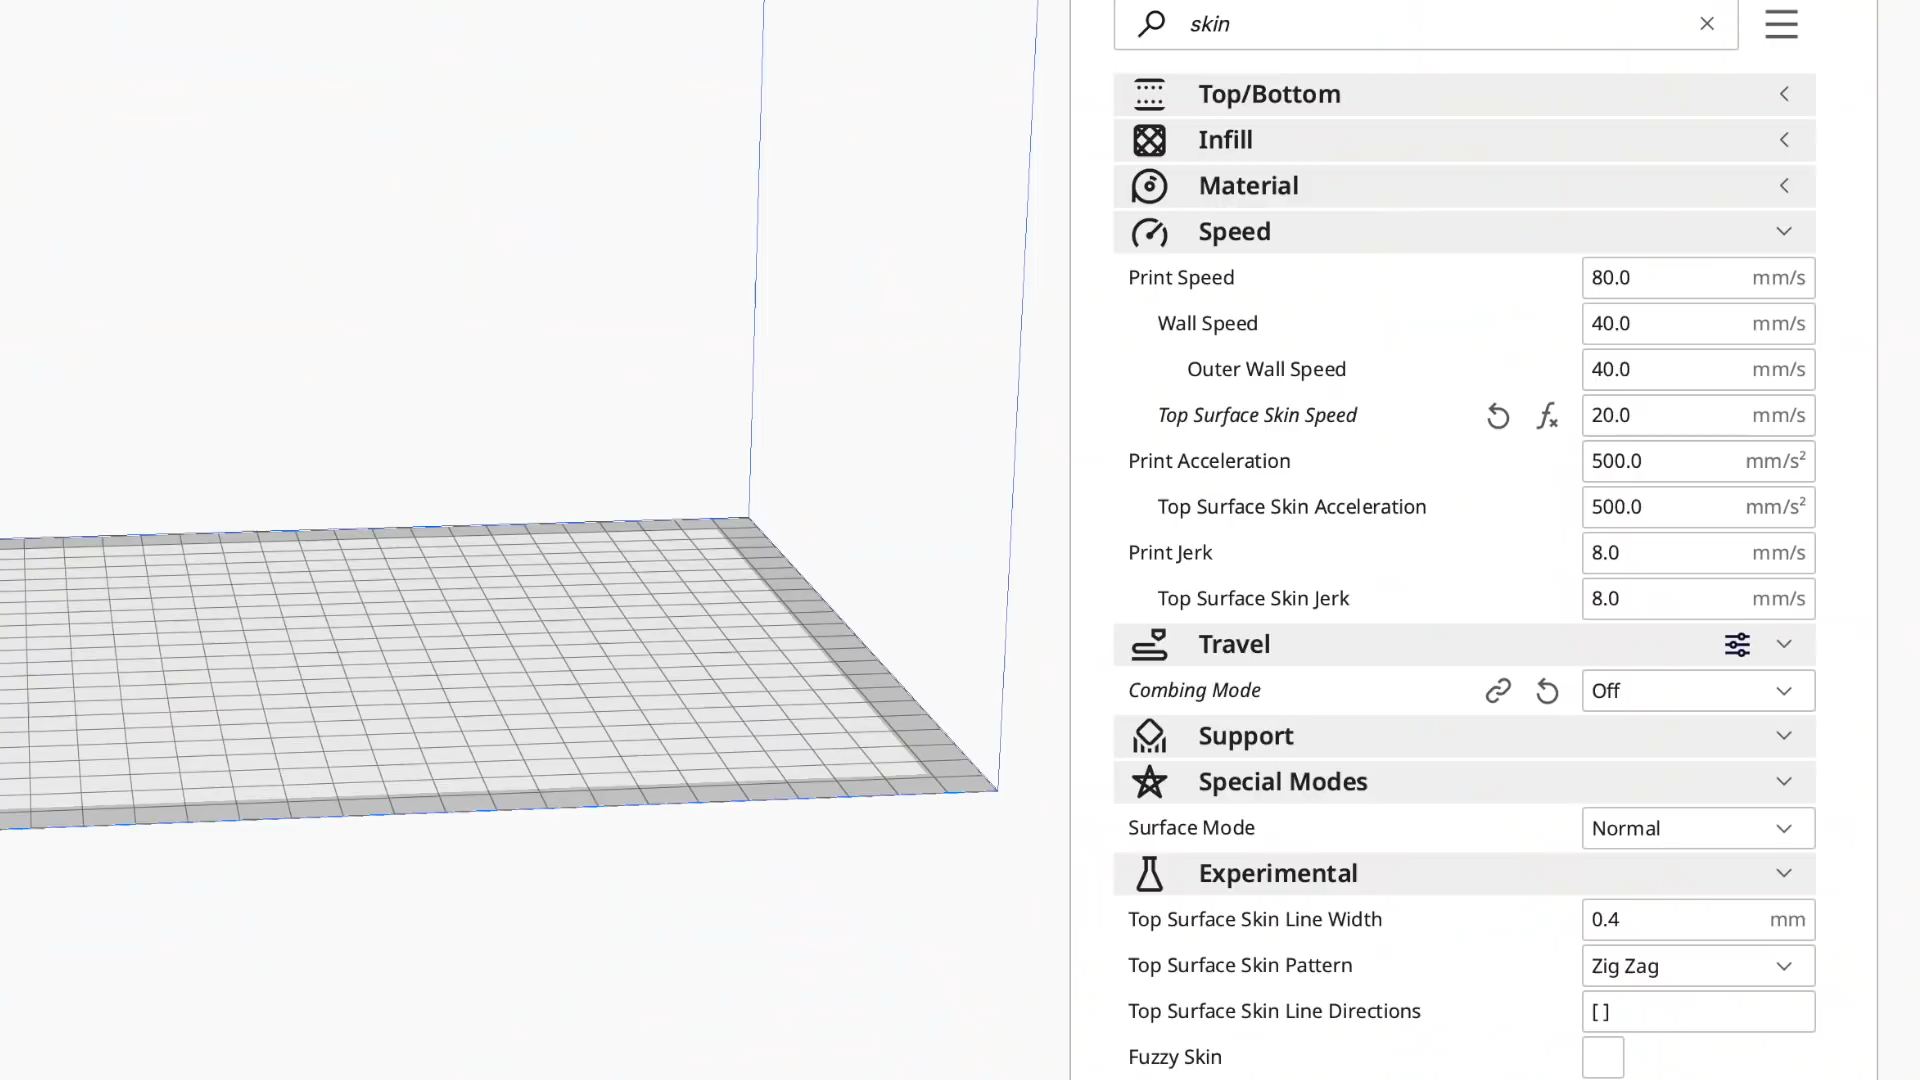 skin
Top/Bottom
Infill
Material
Speed
Print Speed 80.0 mm/s
Wall Speed 40.0 mm/s
Outer Wall Speed 40.0 mm/s
Top Surface Skin Speed 20.0 mm/s
Print Acceleration 500.0 mm/s²
Top Surface Skin Acceleration 500.0 mm/s²
Print Jerk 8.0 mm/s
Top Surface Skin Jerk 8.0 mm/s
Travel
Combing Mode Off
Support
Special Modes
Surface Mode Normal
Experimental
Top Surface Skin Line Width 0.4 mm
Top Surface Skin Pattern Zig Zag
Top Surface Skin Line Directions [ ]
Fuzzy Skin